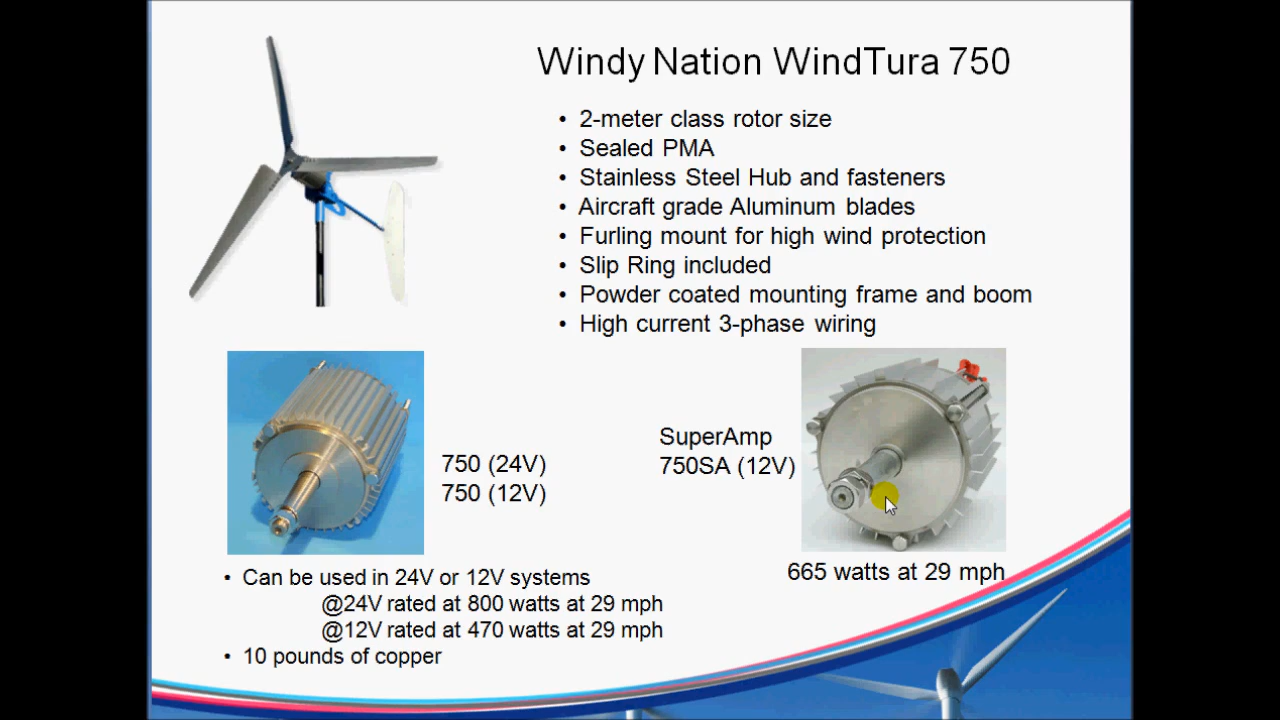 Windy Nation WindTura 750
• 2-meter class rotor size
• Sealed PMA
• Stainless Steel Hub and fasteners
• Aircraft grade Aluminum blades
• Furling mount for high wind protection
• Slip Ring included
• Powder coated mounting frame and boom
• High current 3-phase wiring
750 (24V)
750 (12V)
SuperAmp
750SA (12V)
665 watts at 29 mph
• Can be used in 24V or 12V systems
@24V rated at 800 watts at 29 mph
@12V rated at 470 watts at 29 mph
• 10 pounds of copper